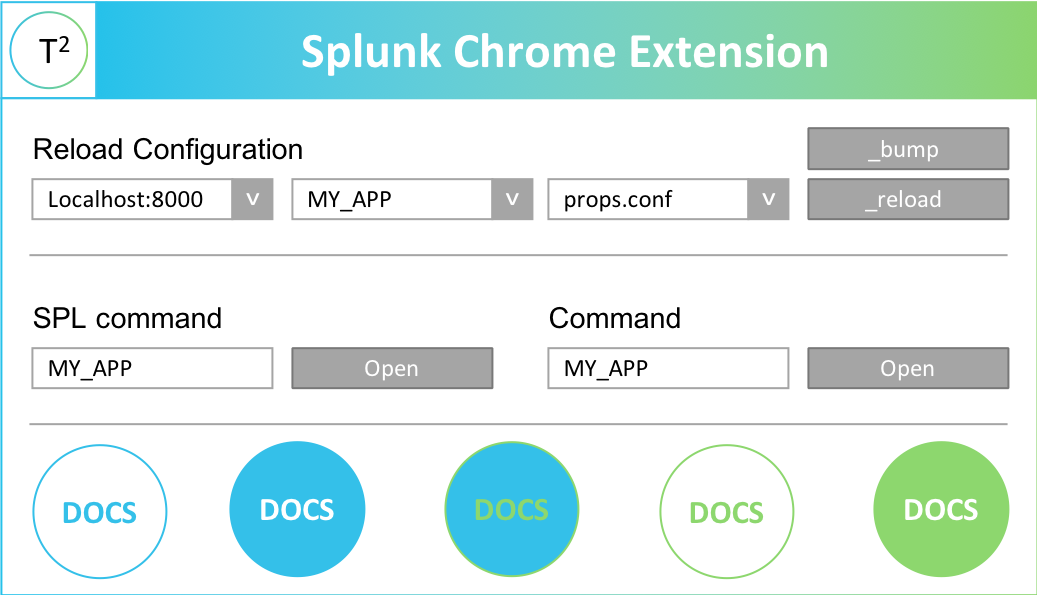 T²
Splunk Chrome Extension
Reload Configuration
_bump
Localhost:8000 v MY_APP v props.conf v _reload
SPL command Command
MY_APP Open MY_APP Open
DOCS DOCS DOCS DOCS DOCS